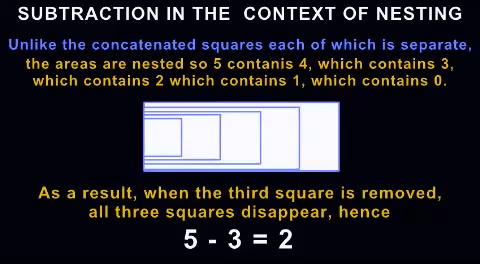 SUBTRACTION IN THE CONTEXT OF NESTING
Unlike the concatenated squares each of which is separate,
the areas are nested so 5 contanis 4, which contains 3,
which contains 2 which contains 1, which contains 0.
As a result, when the third square is removed,
all three squares disappear, hence
5 - 3 = 2